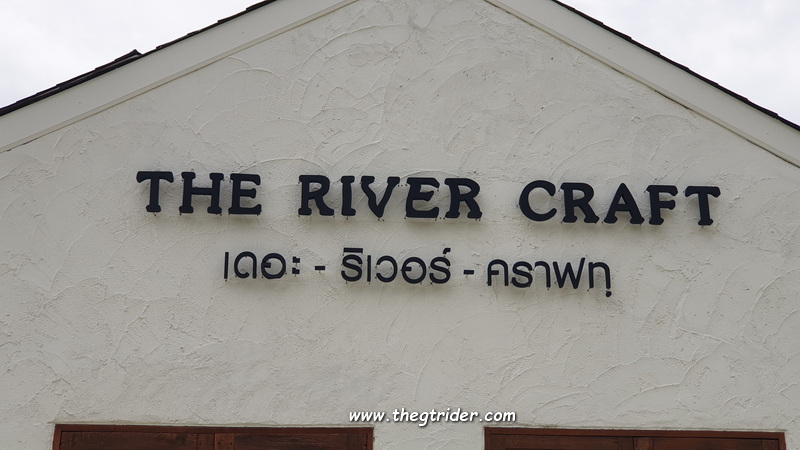 THE RIVER CRAFT
เดอะ - ริเวอร์ - คราฟทุ
www.thegtrider.com